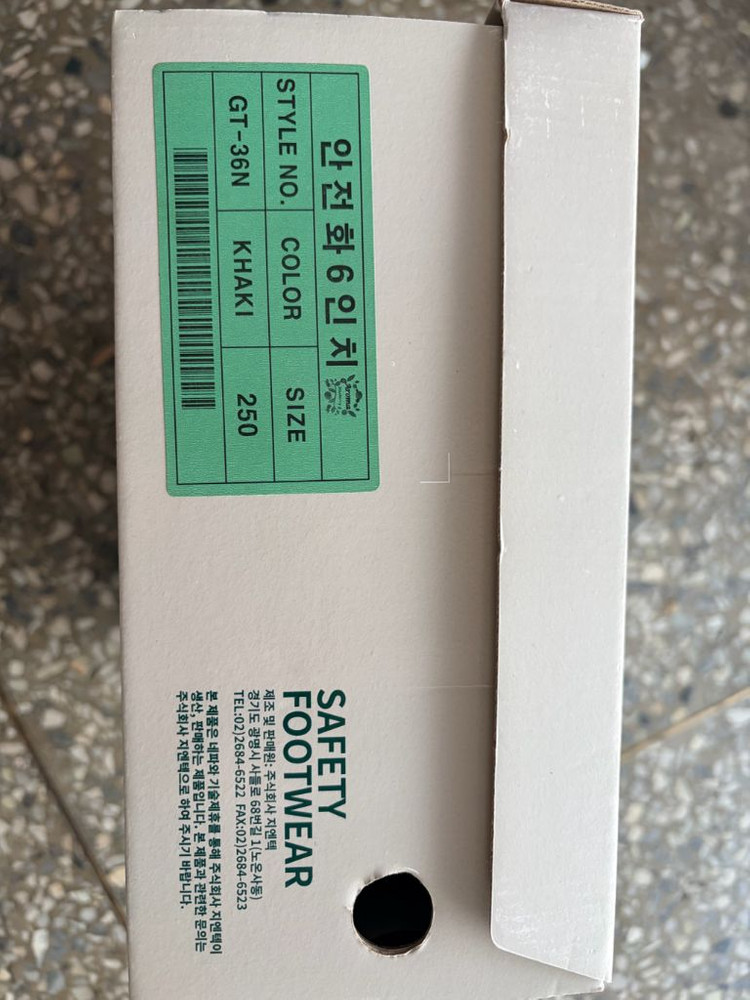 안전화6인치
Aroma
STYLE NO. COLOR SIZE
GT-36N KHAKI 250
SAFETY
FOOTWEAR
제조 및 판매원: 주식회사 지엔텍
경기도 광명시 사들로 68번길 1(노온사동)
TEL:02)2684-6522 FAX:02)2684-6523
본 제품은 네파와 기술제휴를 통해 주식회사 지엔텍이
생산, 판매하는 제품입니다. 본 제품과 관련한 문의는
주식회사 지엔텍으로 하여 주시기 바랍니다.